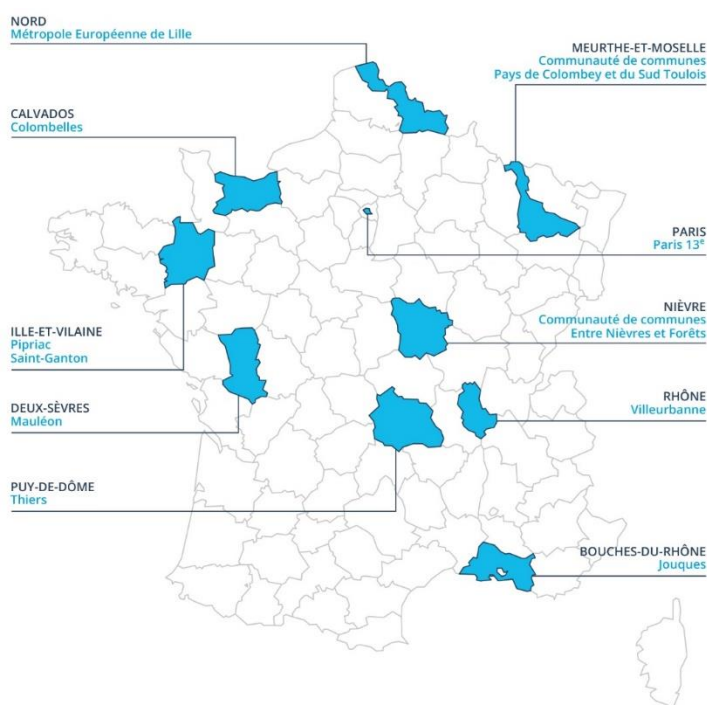 NORD
Métropole Européenne de Lille
CALVADOS
Colombelles
ILLE-ET-VILAINE
Pipriac
Saint-Ganton
DEUX-SÈVRES
Mauléon
PUY-DE-DÔME
Thiers
MEURTHE-ET-MOSELLE
Communauté de communes
Pays de Colombey et du Sud Toulois
PARIS
Paris 13e
NIÈVRE
Communauté de communes
Entre Nièvres et Forêts
RHÔNE
Villeurbanne
BOUCHES-DU-RHÔNE
Jouques